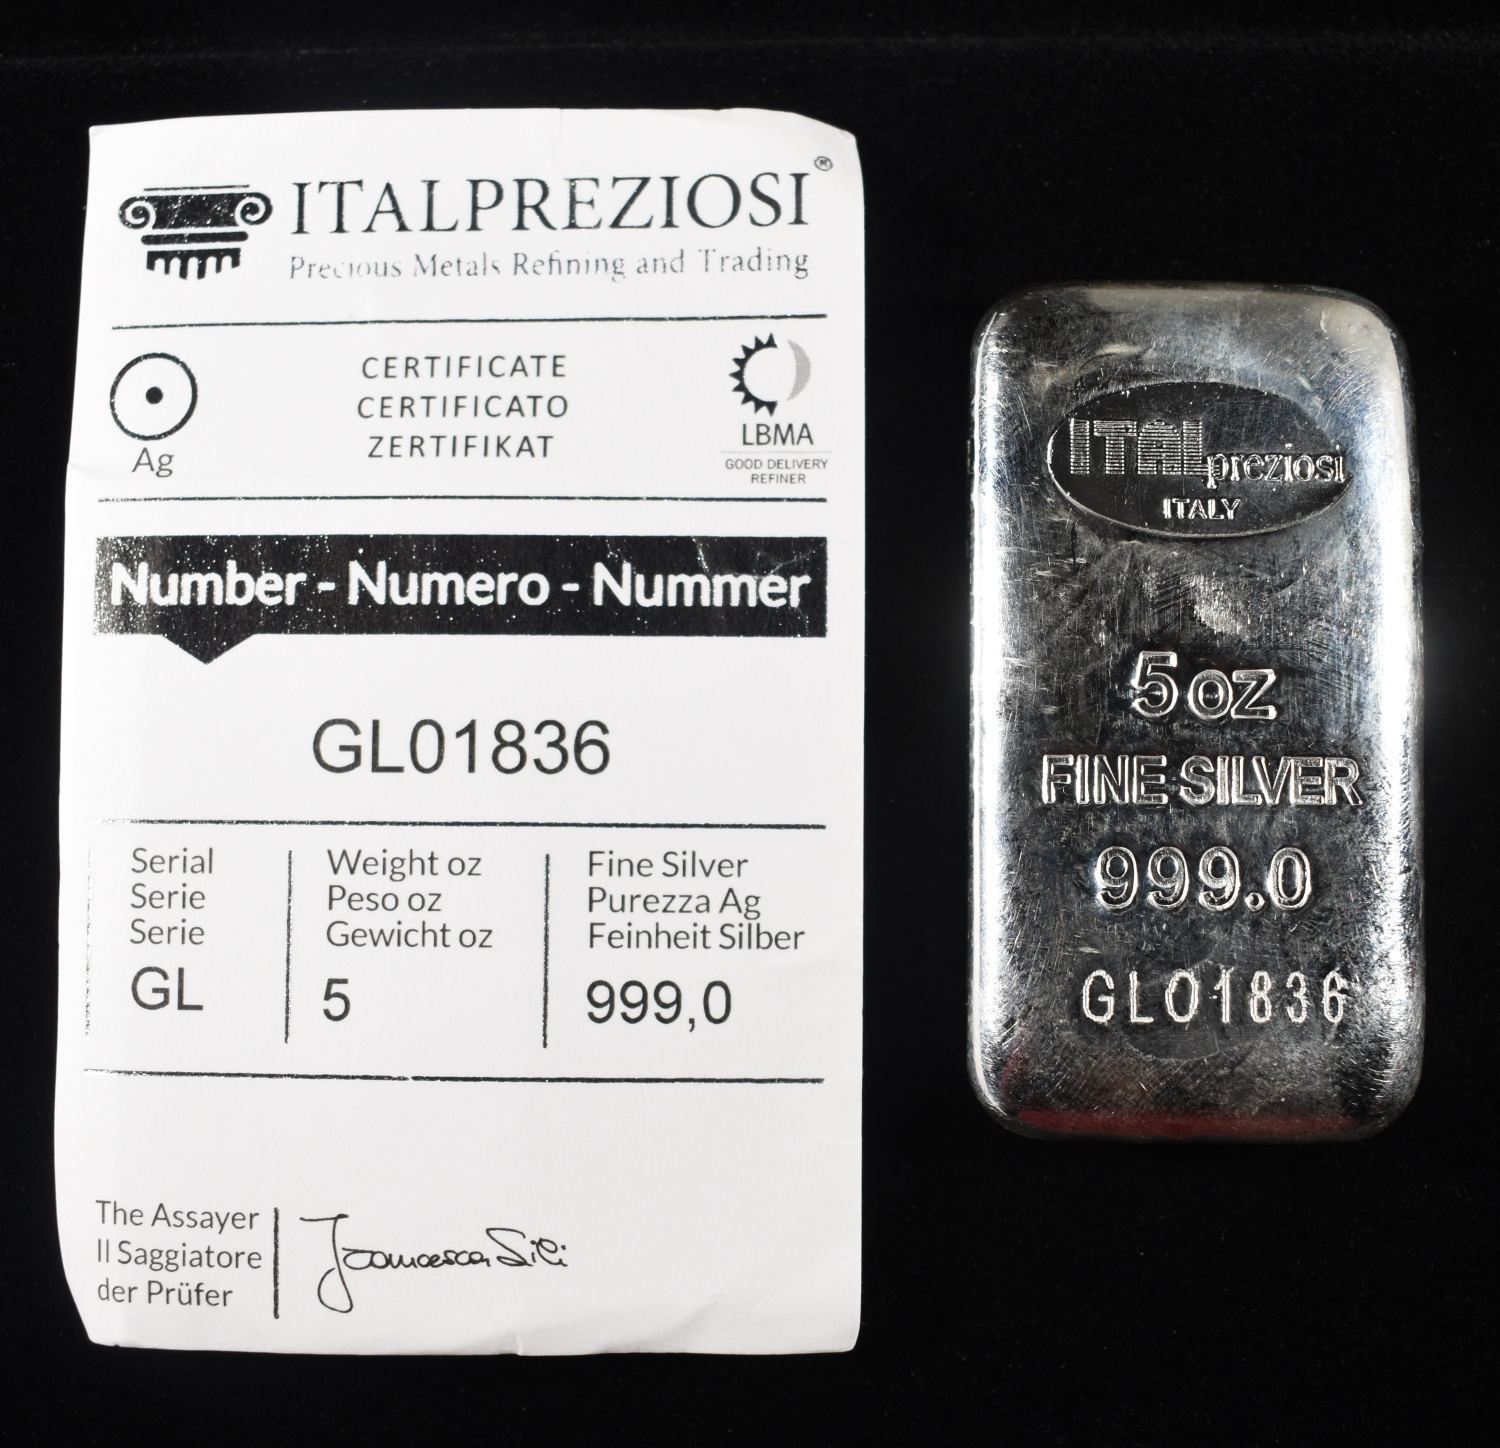 ITALPREZIOSI®
Precious Metals Refining and Trading
Ag
CERTIFICATE
CERTIFICATO
ZERTIFIKAT
LBMA
GOOD DELIVERY
REFINER
Number - Numero - Nummer
GL01836
Serial
Serie
Serie
GL
Weight oz
Peso oz
Gewicht oz
5
Fine Silver
Purezza Ag
Feinheit Silber
999,0
The Assayer
Il Saggiatore
der Prüfer
ITALpreziosi
ITALY
5 oz
FINE SILVER
999.0
GL01836